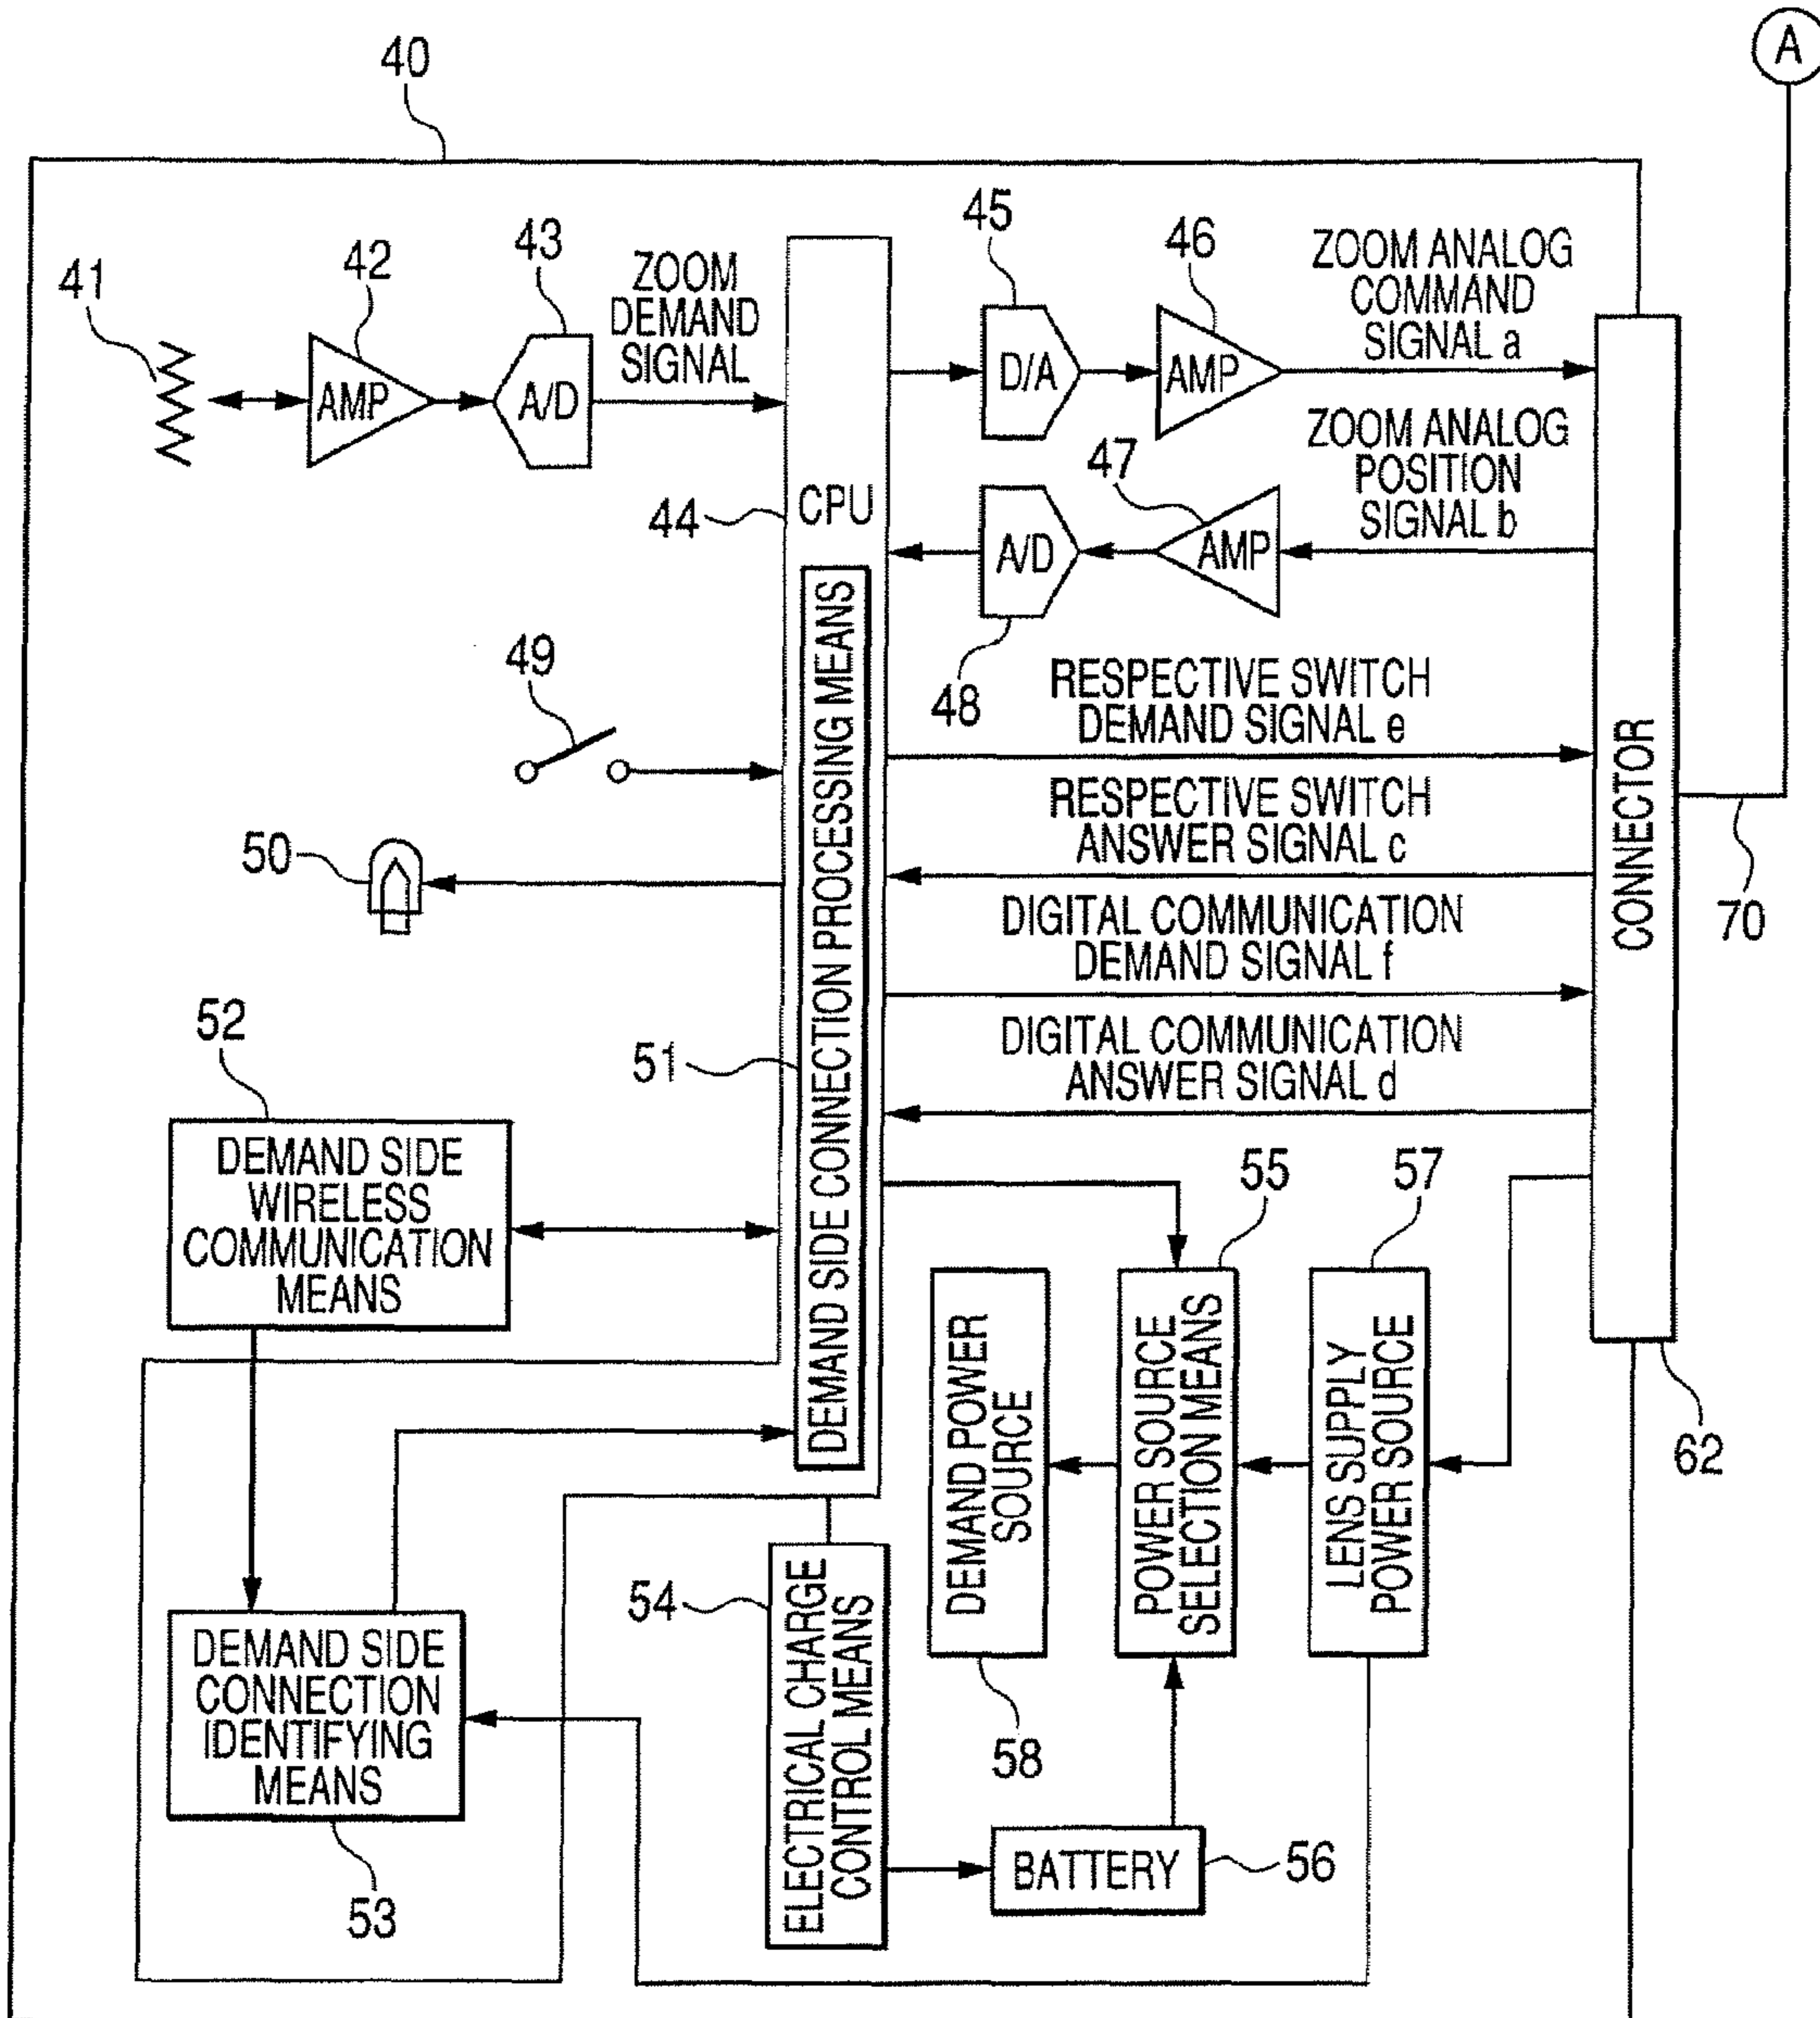 A
40
41
42
43
ZOOM
DEMAND
SIGNAL
45
46
ZOOM ANALOG
COMMAND
SIGNAL a
AMP
A/D
D/A
AMP
ZOOM ANALOG
POSITION
SIGNAL b
47
44
CPU
A/D
AMP
48
49
RESPECTIVE SWITCH
DEMAND SIGNAL e
RESPECTIVE SWITCH
ANSWER SIGNAL c
50
DIGITAL COMMUNICATION
DEMAND SIGNAL f
DIGITAL COMMUNICATION
ANSWER SIGNAL d
CONNECTOR
70
51
DEMAND SIDE CONNECTION PROCESSING MEANS
52
DEMAND SIDE
WIRELESS
COMMUNICATION
MEANS
55
57
DEMAND POWER
SOURCE
POWER SOURCE
SELECTION MEANS
LENS SUPPLY
POWER SOURCE
62
54
ELECTRICAL CHARGE
CONTROL MEANS
DEMAND SIDE
CONNECTION
IDENTIFYING
MEANS
58
53
BATTERY
56